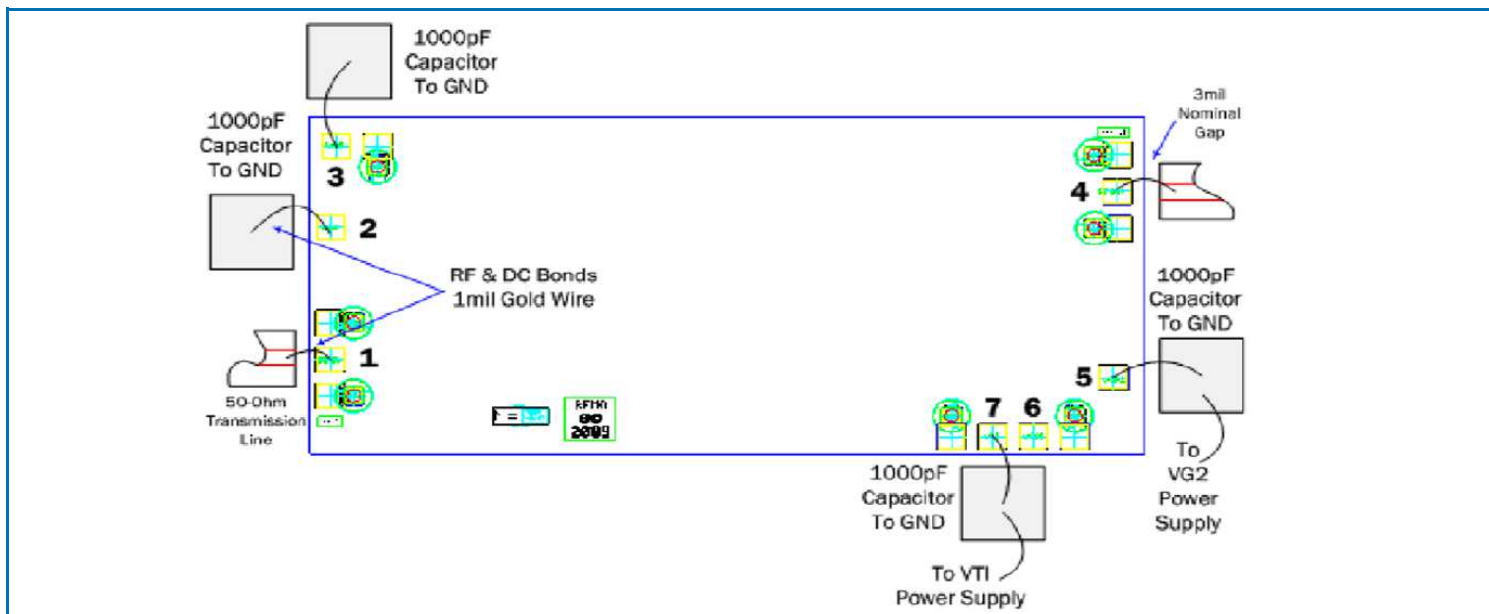 1000pF
Capacitor
To GND
1000pF
Capacitor
To GND
3
2
RF & DC Bonds
1mil Gold Wire
1
50-Ohm
Transmission
Line
2009
3mil
Nominal
Gap
4
1000pF
Capacitor
To GND
5
7 6
To
VG2
Power
Supply
1000pF
Capacitor
To GND
To VTI
Power Supply